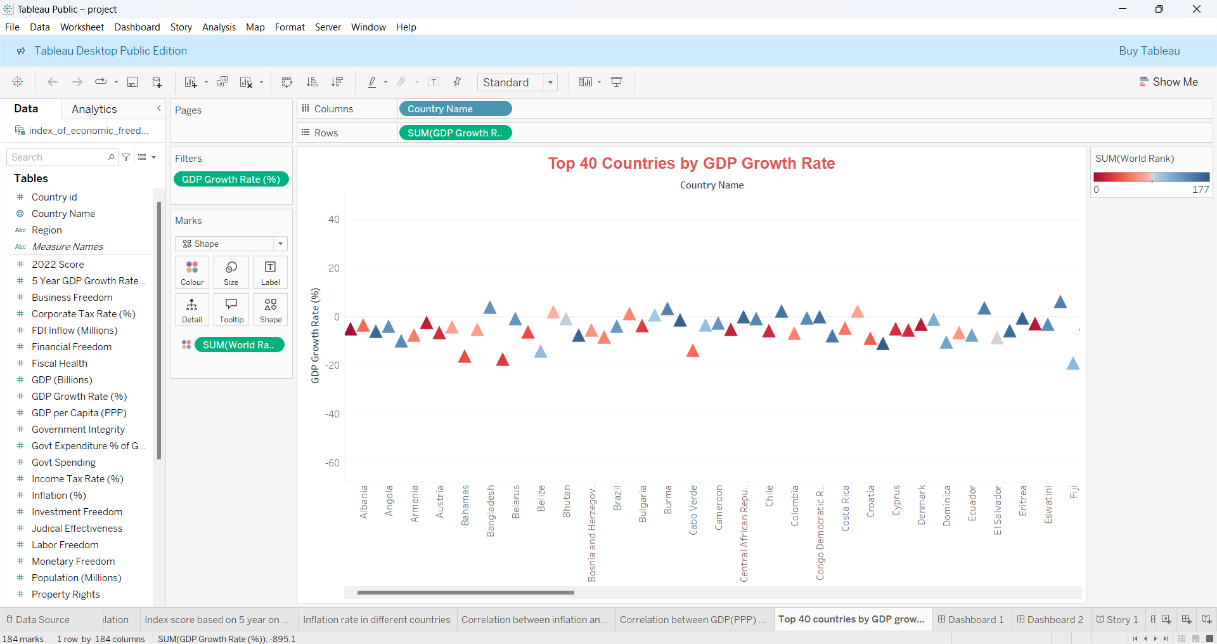 Tableau Public – project
File Data Worksheet Dashboard Story Analysis Map Format Server Window Help
Tableau Desktop Public Edition
Buy Tableau
Standard
Show Me
Data
Analytics
index_of_economic_freed...
Search
Tables
Country id
Country Name
Abc Region
Abc Measure Names
2022 Score
5 Year GDP Growth Rate...
Business Freedom
Corporate Tax Rate (%)
FDI Inflow (Millions)
Financial Freedom
Fiscal Health
GDP (Billions)
GDP Growth Rate (%)
GDP per Capita (PPP)
Government Integrity
Govt Expenditure % of G...
Govt Spending
Income Tax Rate (%)
Inflation (%)
Investment Freedom
Judical Effectiveness
Labor Freedom
Monetary Freedom
Population (Millions)
Property Rights
Pages
Filters
GDP Growth Rate (%)
Marks
Shape
Colour
Size
Label
Detail
Tooltip
Shape
SUM(World Ra..
Columns
Country Name
Rows
SUM(GDP Growth R..
Top 40 Countries by GDP Growth Rate
Country Name
GDP Growth Rate (%)
40
20
0
-20
-40
-60
Albania
Angola
Armenia
Austria
Bahamas
Bangladesh
Belarus
Belize
Bhutan
Bosnia and Herzegov..
Brazil
Bulgaria
Burma
Cabo Verde
Cameroon
Central African Repu..
Chile
Colombia
Congo Democratic R..
Costa Rica
Croatia
Cyprus
Denmark
Dominica
Ecuador
El Salvador
Eritrea
Eswatini
Fiji
SUM(World Rank)
0
177
Data Source
ilation
Index score based on 5 year on ...
Inflation rate in different countries
Correlation between inflation an...
Correlation between GDP(PPP) ...
Top 40 countries by GDP grow...
Dashboard 1
Dashboard 2
Story 1
184 marks
1 row by 184 columns
SUM(GDP Growth Rate (%)): -895.1